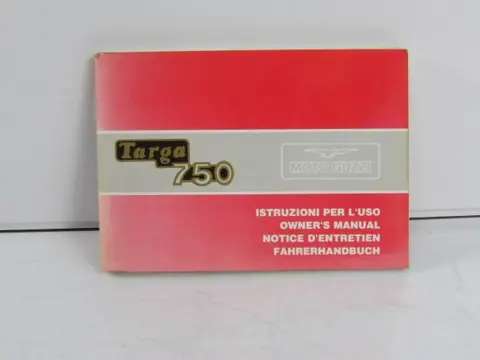 Targa
750
MOTO GUZZI
ISTRUZIONI PER L'USO
OWNER'S MANUAL
NOTICE D'ENTRETIEN
FAHRERHANDBUCH